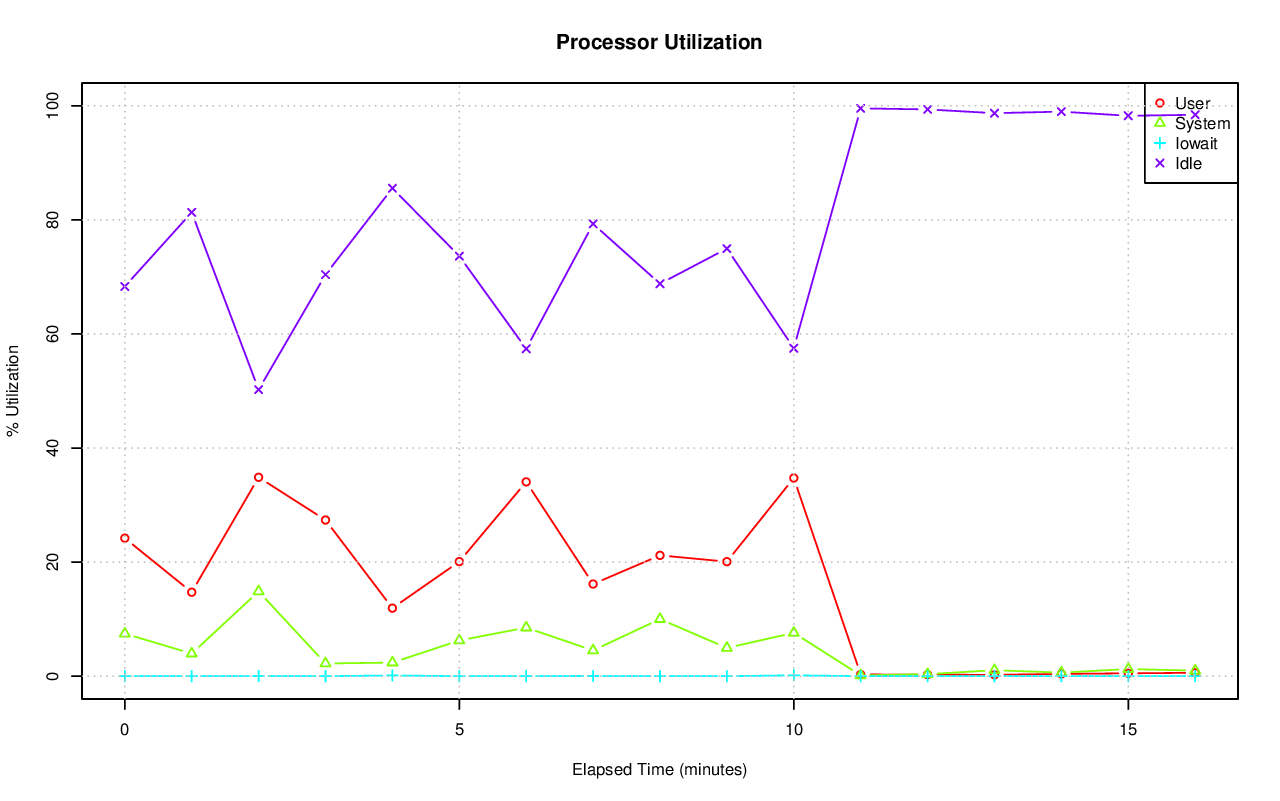 Processor Utilization
% Utilization
100
80
60
40
20
0
User
System
Iowait
Idle
0 5 10 15
Elapsed Time (minutes)